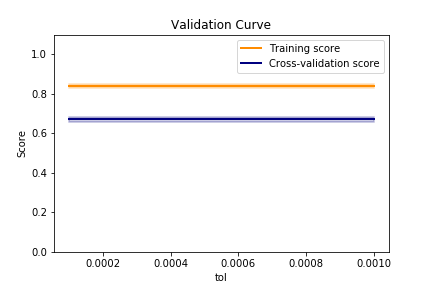 Validation Curve
Training score
Cross-validation score
Score
1.0
0.8
0.6
0.4
0.2
0.0
0.0002 0.0004 0.0006 0.0008 0.0010
tol